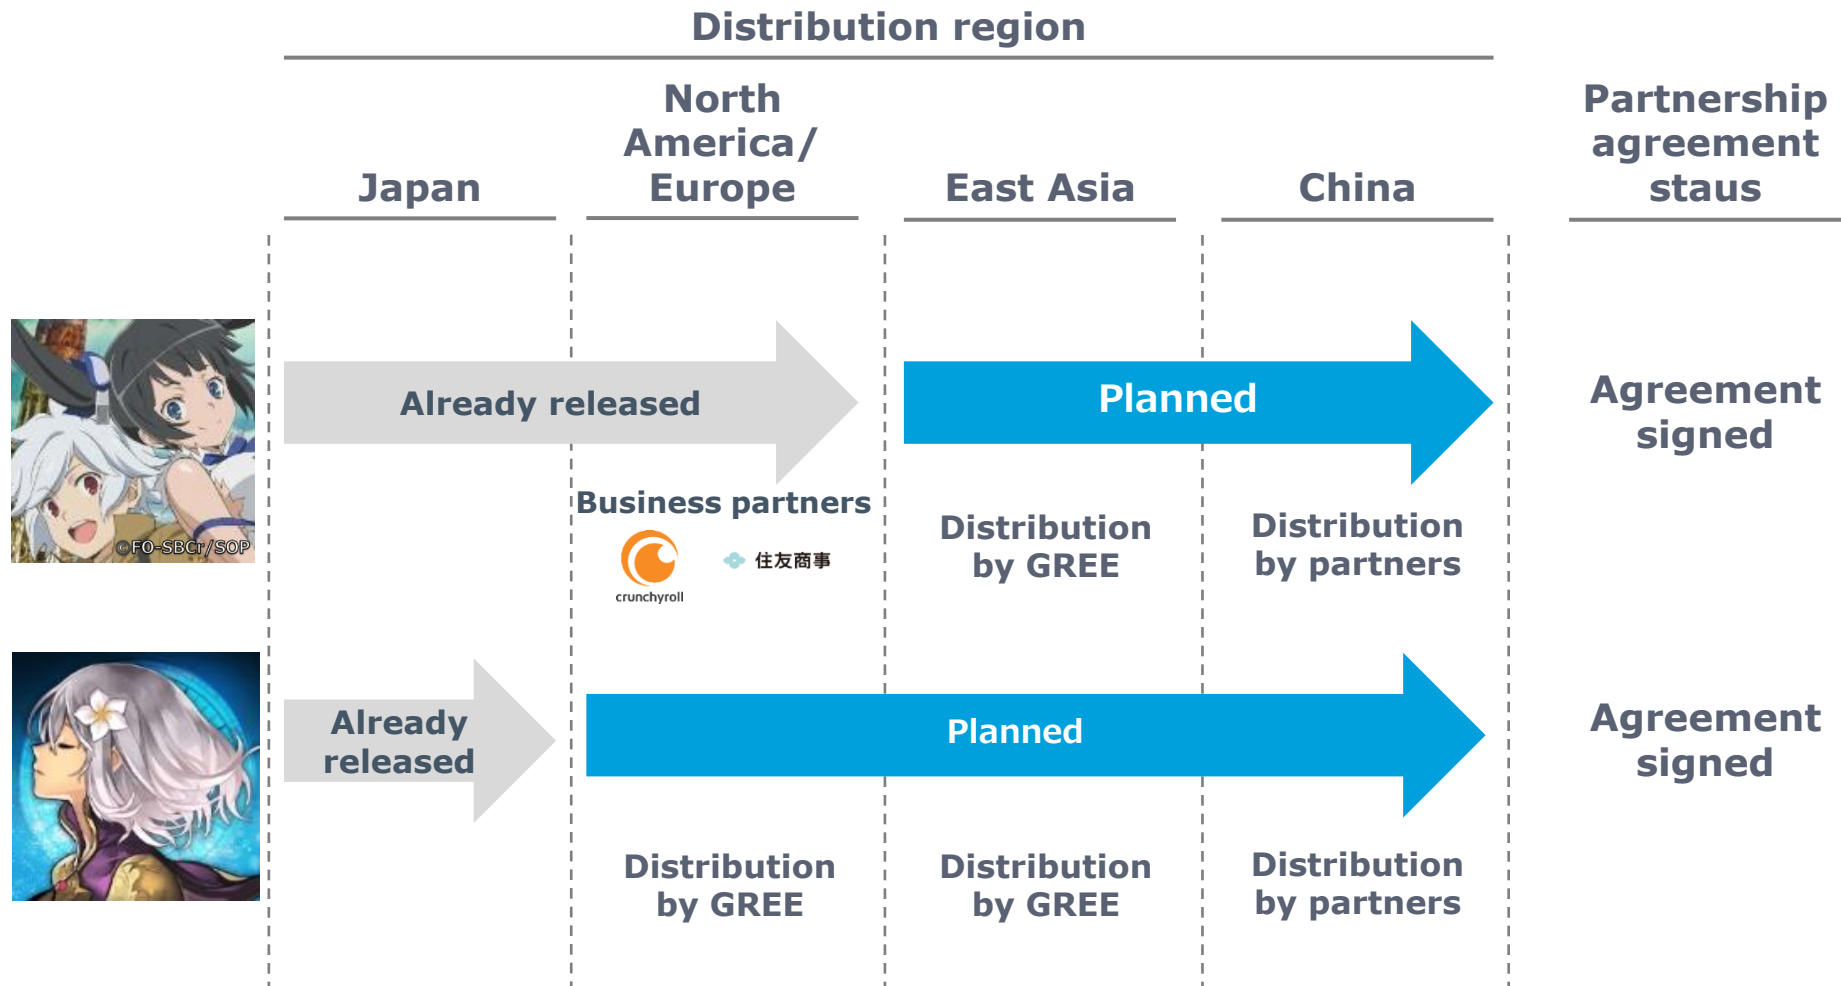 Distribution region
Japan
North
America/
Europe
East Asia
China
Partnership
agreement
staus
©FO-SBCr/SOP
Already released
Planned
Agreement
signed
Business partners
crunchyroll
住友商事
Distribution
by GREE
Distribution
by partners
Already
released
Planned
Agreement
signed
Distribution
by GREE
Distribution
by GREE
Distribution
by partners